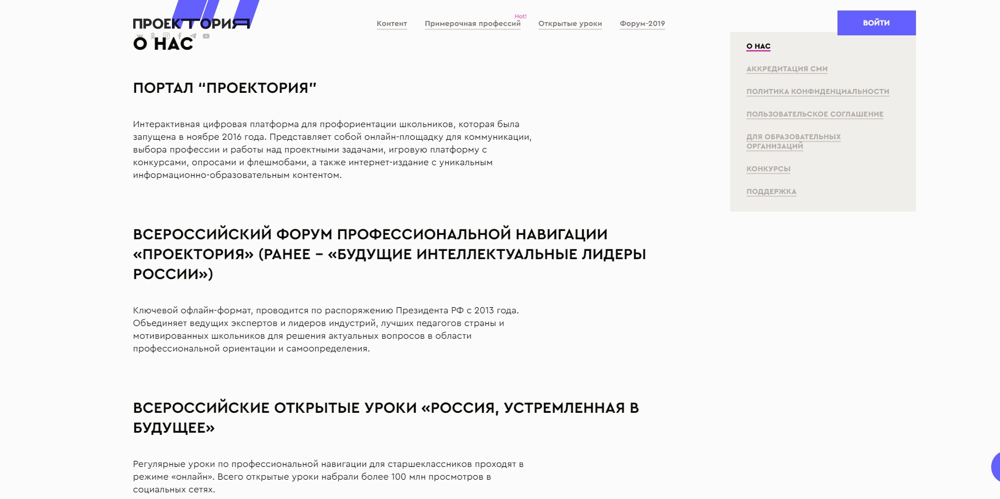 ПРОЕКТОРИЯ
Контент
Примерочная профессий
Hot!
Открытые уроки
Форум-2019
ВОЙТИ
О НАС
ПОРТАЛ “ПРОЕКТОРИЯ”
Интерактивная цифровая платформа для профориентации школьников, которая была
запущена в ноябре 2016 года. Представляет собой онлайн-площадку для коммуникации,
выбора профессии и работы над проектными задачами, игровую платформу с
конкурсами, опросами и флешмобами, а также интернет-издание с уникальным
информационно-образовательным контентом.
ВСЕРОССИЙСКИЙ ФОРУМ ПРОФЕССИОНАЛЬНОЙ НАВИГАЦИИ
«ПРОЕКТОРИЯ» (РАНЕЕ – «БУДУЩИЕ ИНТЕЛЛЕКТУАЛЬНЫЕ ЛИДЕРЫ
РОССИИ»)
Ключевой офлайн-формат, проводится по распоряжению Президента РФ с 2013 года.
Объединяет ведущих экспертов и лидеров индустрий, лучших педагогов страны и
мотивированных школьников для решения актуальных вопросов в области
профессиональной ориентации и самоопределения.
ВСЕРОССИЙСКИЕ ОТКРЫТЫЕ УРОКИ «РОССИЯ, УСТРЕМЛЕННАЯ В
БУДУЩЕЕ»
Регулярные уроки по профессиональной навигации для старшеклассников проходят в
режиме «онлайн». Всего открытые уроки набрали более 100 млн просмотров в
социальных сетях.
О НАС
АККРЕДИТАЦИЯ СМИ
ПОЛИТИКА КОНФИДЕНЦИАЛЬНОСТИ
ПОЛЬЗОВАТЕЛЬСКОЕ СОГЛАШЕНИЕ
ДЛЯ ОБРАЗОВАТЕЛЬНЫХ
ОРГАНИЗАЦИЙ
КОНКУРСЫ
ПОДДЕРЖКА